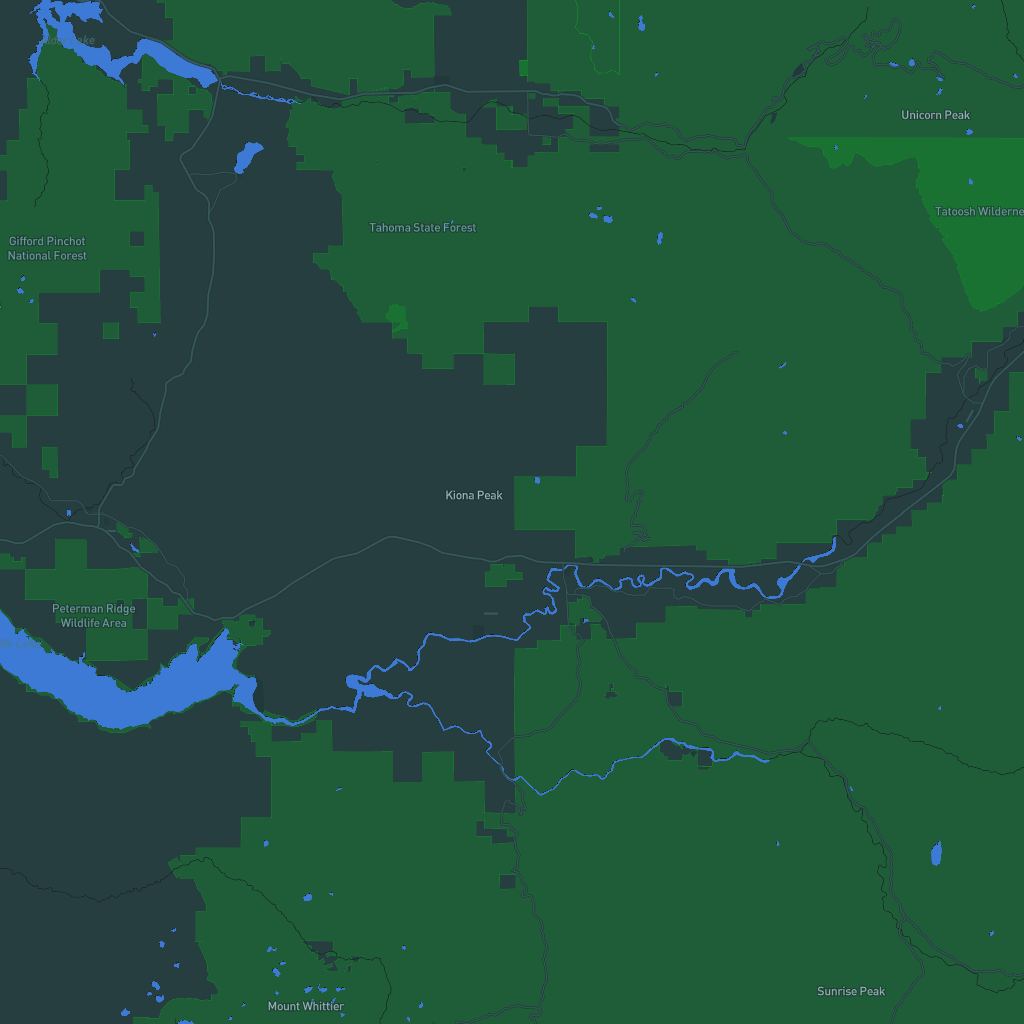 Unicorn Peak
Tatoosh Wilderne
Tahoma State Forest
Gifford Pinchot
National Forest
Kiona Peak
Peterman Ridge
Wildlife Area
Sunrise Peak
Mount Whittier